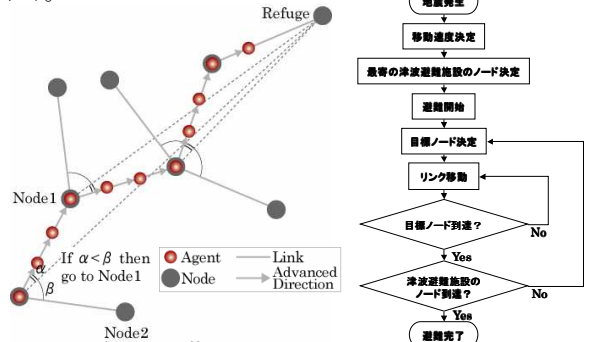 Refuge
Node1
If α<β then
go to Node1
α
β
Node2
Agent
Link
Node
Advanced
Direction
地震発生
移動速度決定
最寄の津波避難施設のノード決定
避難開始
目標ノード決定
リンク移動
目標ノード到達?
No
Yes
津波避難施設の
ノード到達?
No
Yes
避難完了